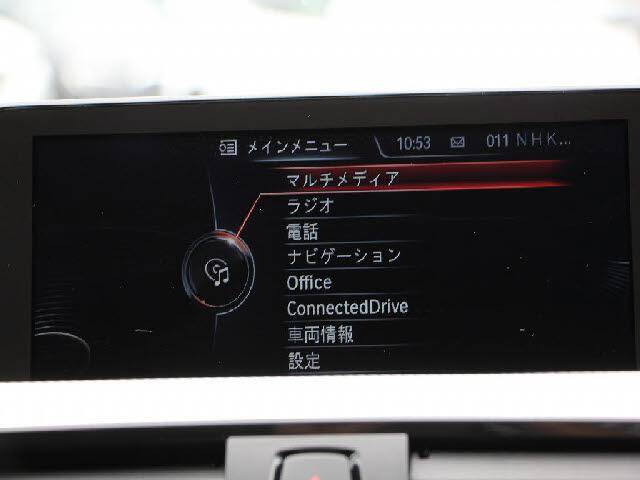 メインメニュー 10:53 011 NHK...
マルチメディア
ラジオ
電話
ナビゲーション
Office
ConnectedDrive
車両情報
設定